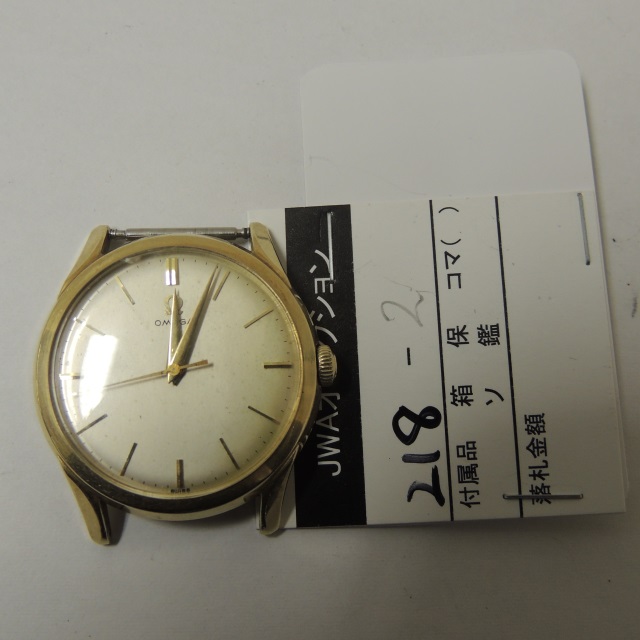 OMEGA
SWISS
JWAオークション
218-2
付属品 箱 保 コマ( )
ソ 鑑
落札金額